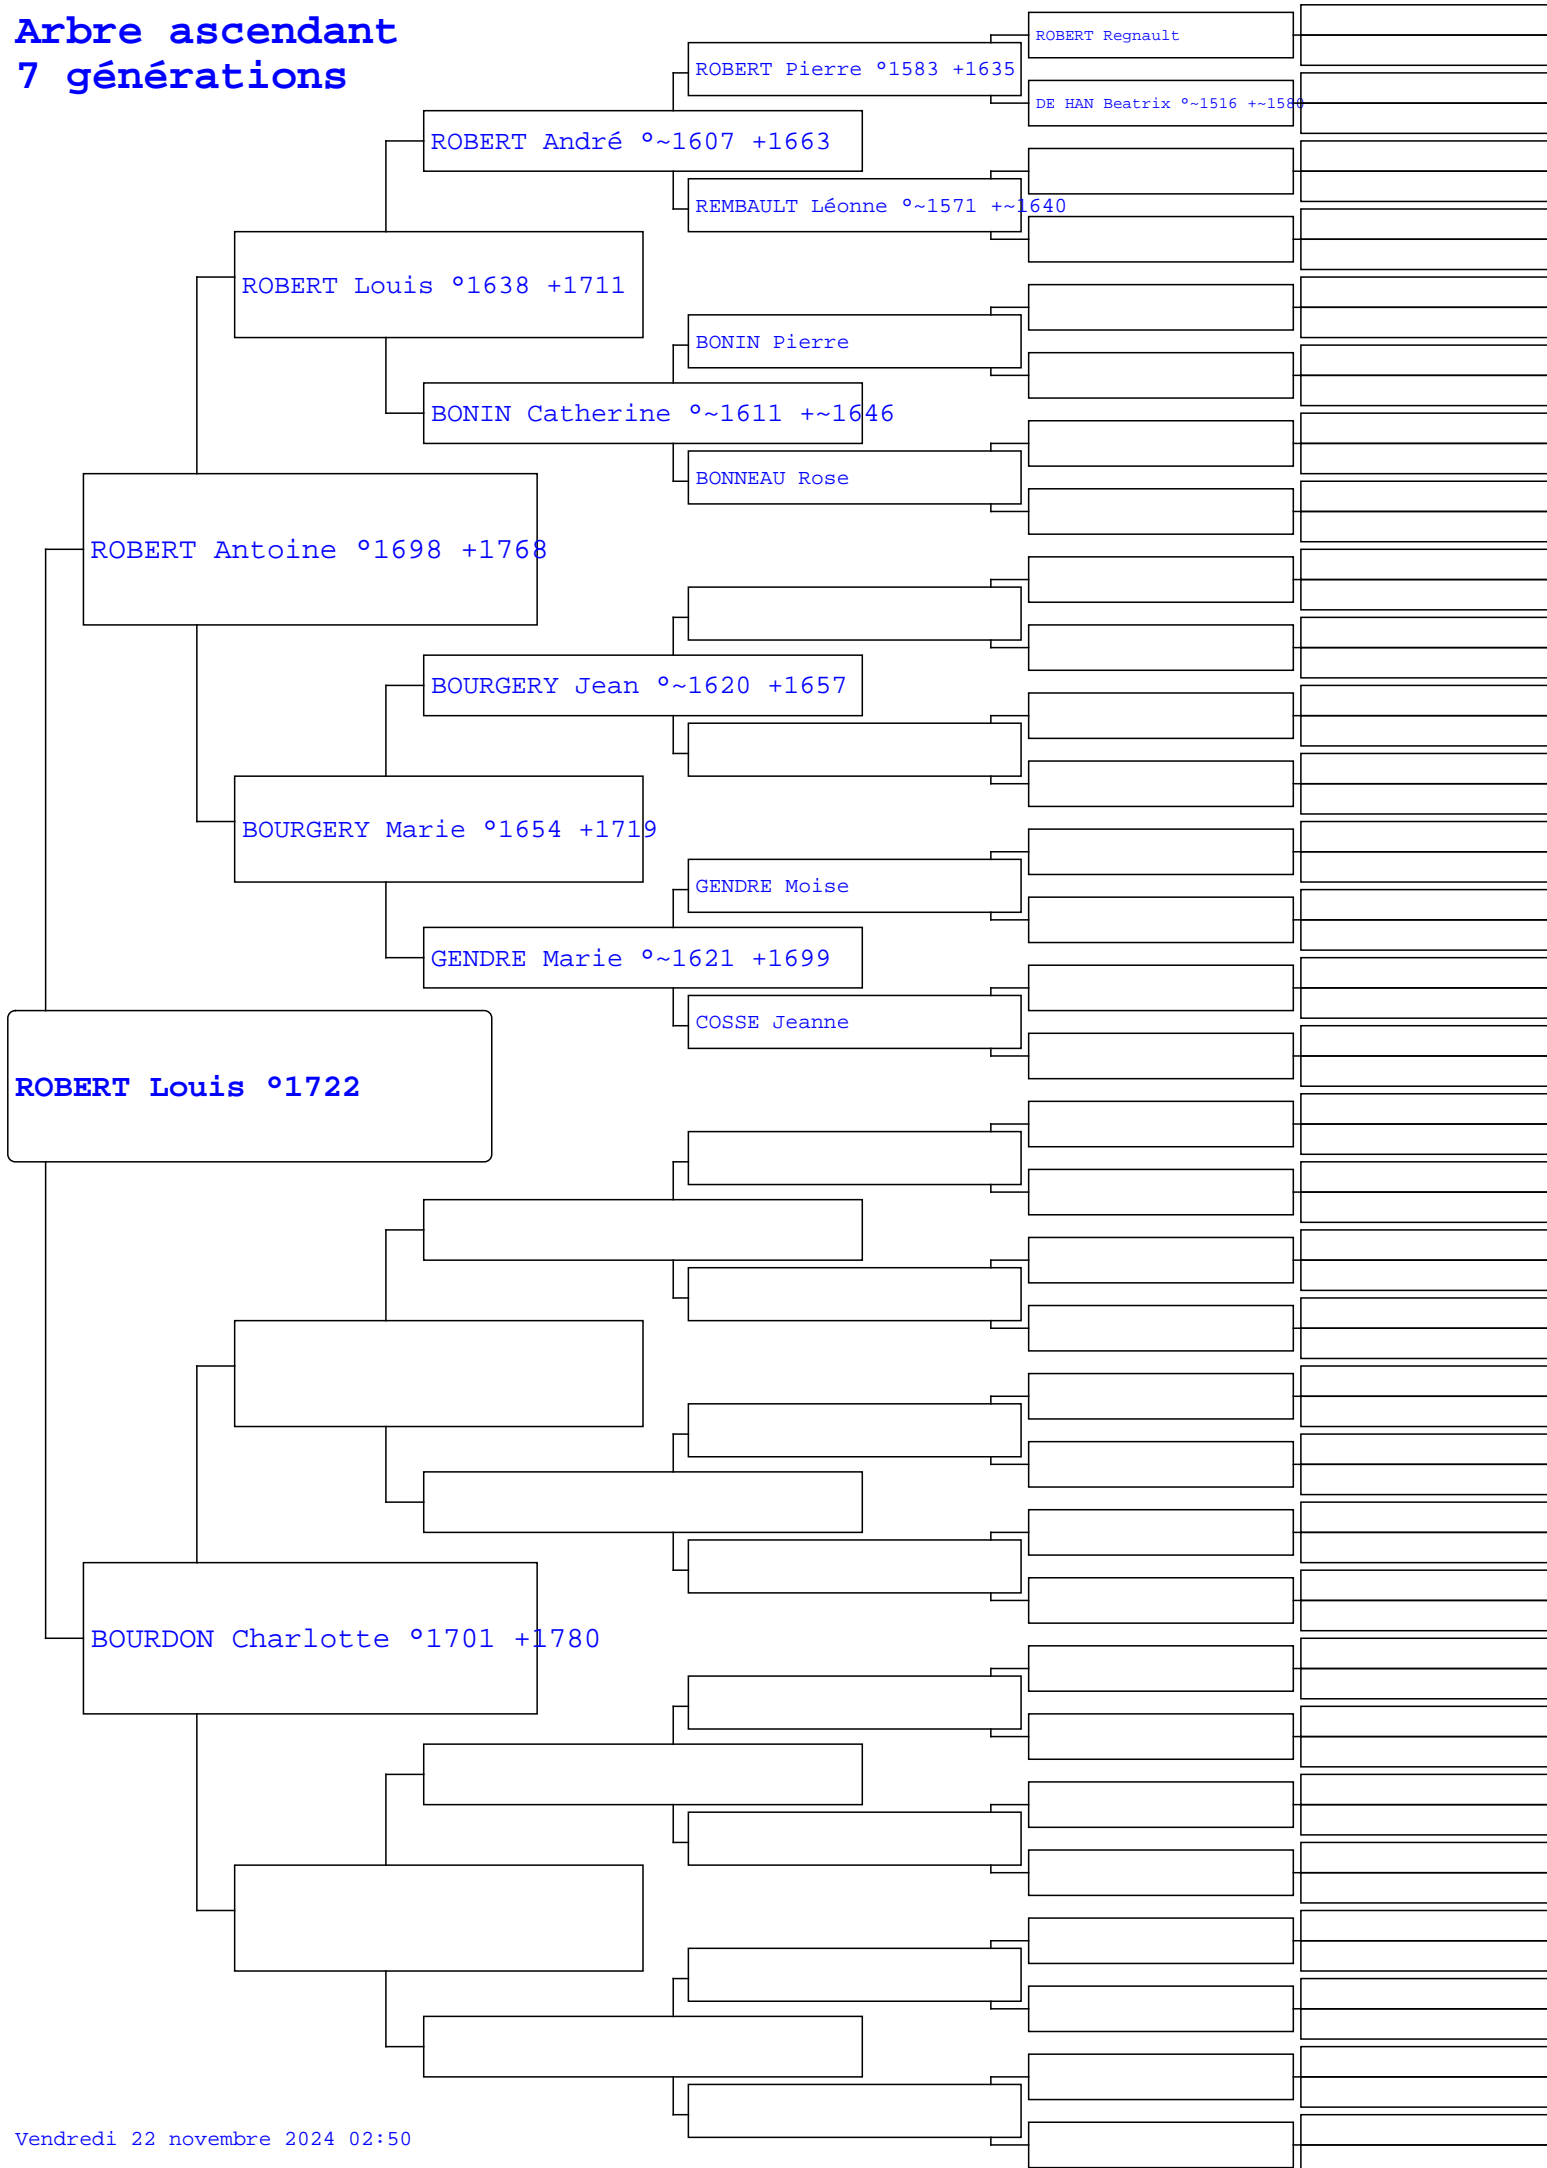 Arbre ascendant
7 générations
ROBERT Regnault
ROBERT Pierre °1583 +1635
DE HAN Beatrix °~1516 +~1580
ROBERT André °~1607 +1663
REMBAULT Léonne °~1571 +~1640
ROBERT Louis °1638 +1711
BONIN Pierre
BONIN Catherine °~1611 +~1646
BONNEAU Rose
ROBERT Antoine °1698 +1768
BOURGERY Jean °~1620 +1657
BOURGERY Marie °1654 +1719
GENDRE Moise
GENDRE Marie °~1621 +1699
COSSE Jeanne
ROBERT Louis °1722
BOURDON Charlotte °1701 +1780
Vendredi 22 novembre 2024 02:50